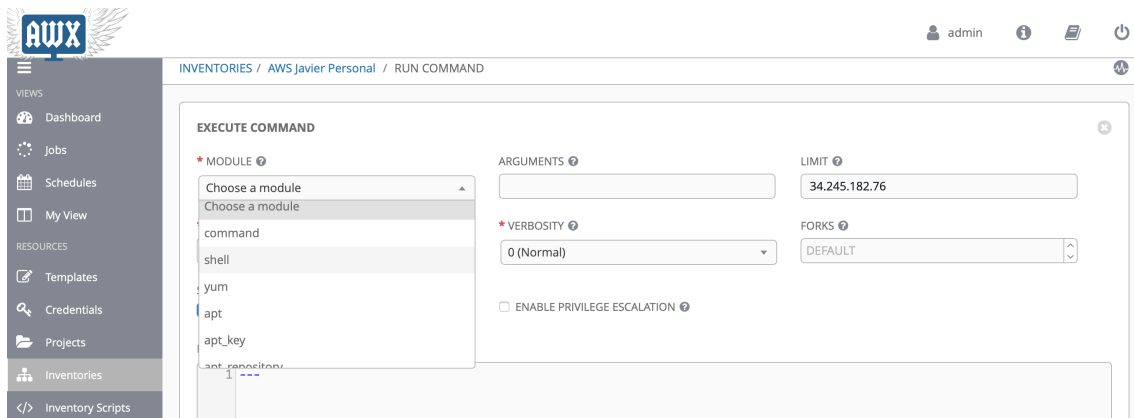 AWX
admin
INVENTORIES / AWS Javier Personal / RUN COMMAND
VIEWS
Dashboard
Jobs
Schedules
My View
RESOURCES
Templates
Credentials
Projects
Inventories
Inventory Scripts
EXECUTE COMMAND
* MODULE
Choose a module
Choose a module
command
shell
yum
apt
apt_key
apt_repository
ARGUMENTS
LIMIT
34.245.182.76
* VERBOSITY
0 (Normal)
FORKS
DEFAULT
ENABLE PRIVILEGE ESCALATION
1 ---